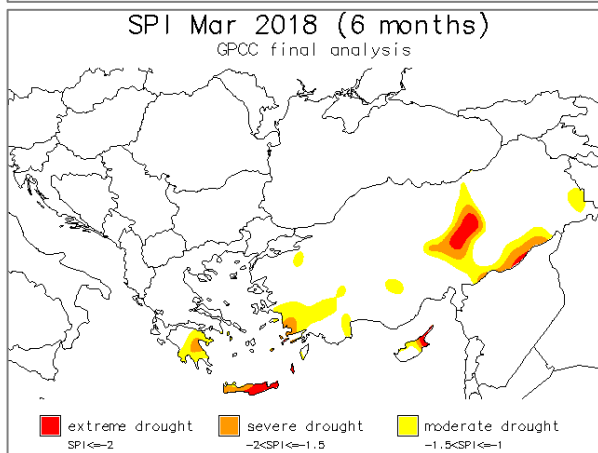 SPI Mar 2018 (6 months)
GPCC final analysis
extreme drought severe drought moderate drought
SPI<=-2 -2<SPI<=-1.5 -1.5<SPI<=-1